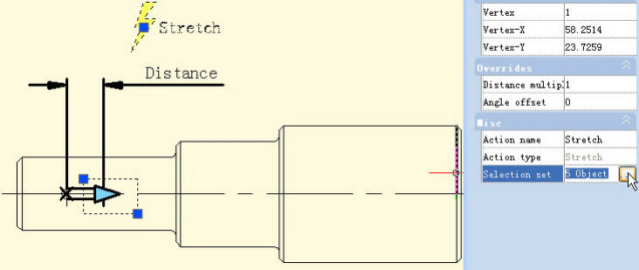 Stretch
Distance
Vertex 1
Vertex-X 58.2514
Vertex-Y 23.7259
Overrides
Distance multip 1
Angle offset 0
Misc
Action name Stretch
Action type Stretch
Selection set 5 Object